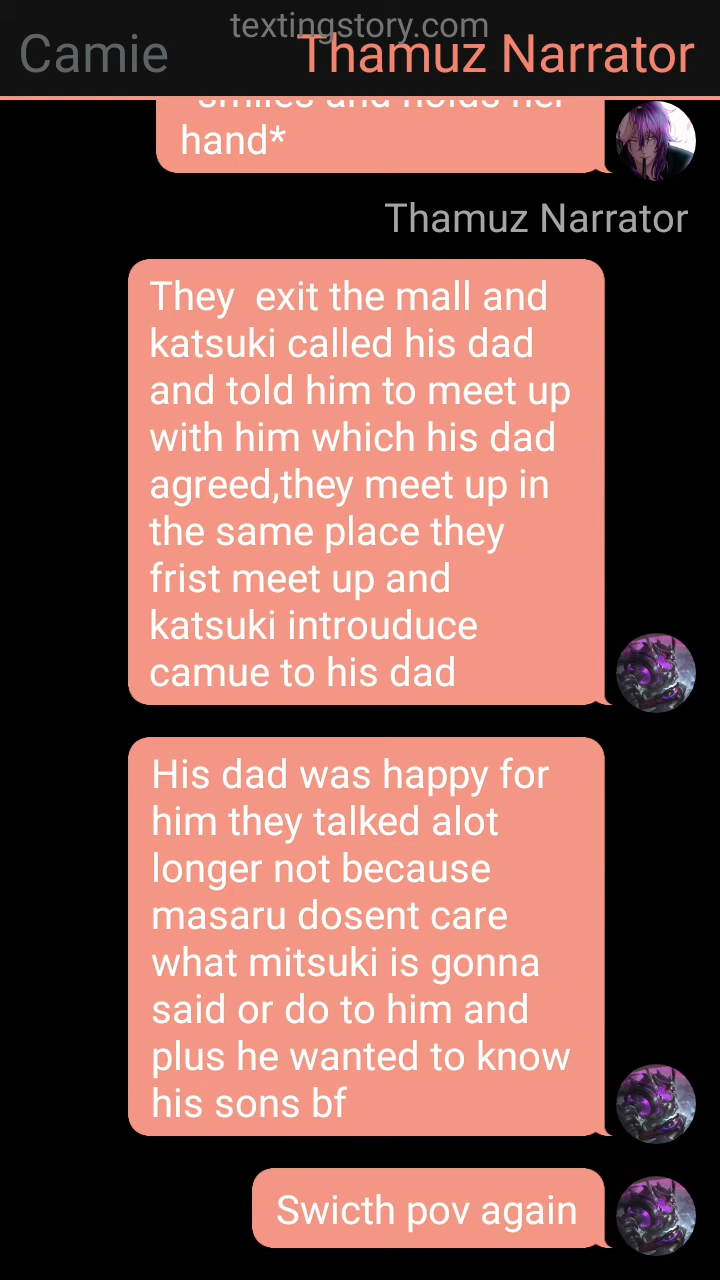 textingstory.com
Camie
Thamuz Narrator
smiles and holds her
hand*
Thamuz Narrator
They  exit the mall and
katsuki called his dad
and told him to meet up
with him which his dad
agreed,they meet up in
the same place they
frist meet up and
katsuki introuduce
camue to his dad
His dad was happy for
him they talked alot
longer not because
masaru dosent care
what mitsuki is gonna
said or do to him and
plus he wanted to know
his sons bf
Swicth pov again